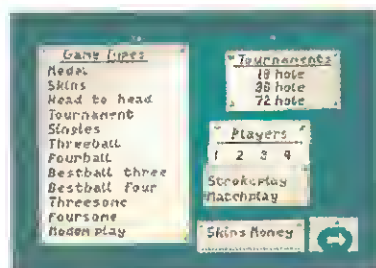 Game Types
Medal
Skins
Head to head
Tournament
Singles
Threeball
Fourball
Bestball three
Bestball four
Threesome
Foursome
Modem play
Tournaments
18 hole
36 hole
72 hole
Players
1 2 3 4
Strokeplay
Matchplay
Skins Money